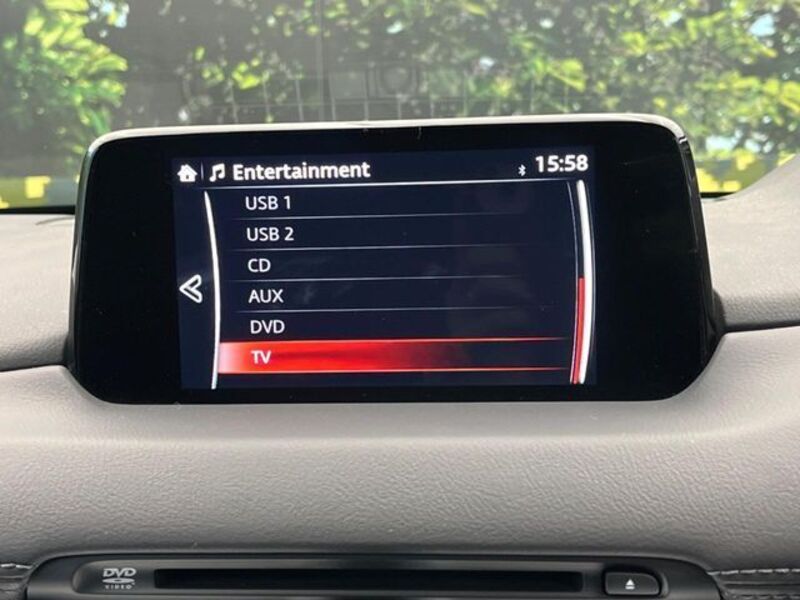 Entertainment 15:58
USB 1
USB 2
CD
AUX
DVD
TV
DVD
VIDEO